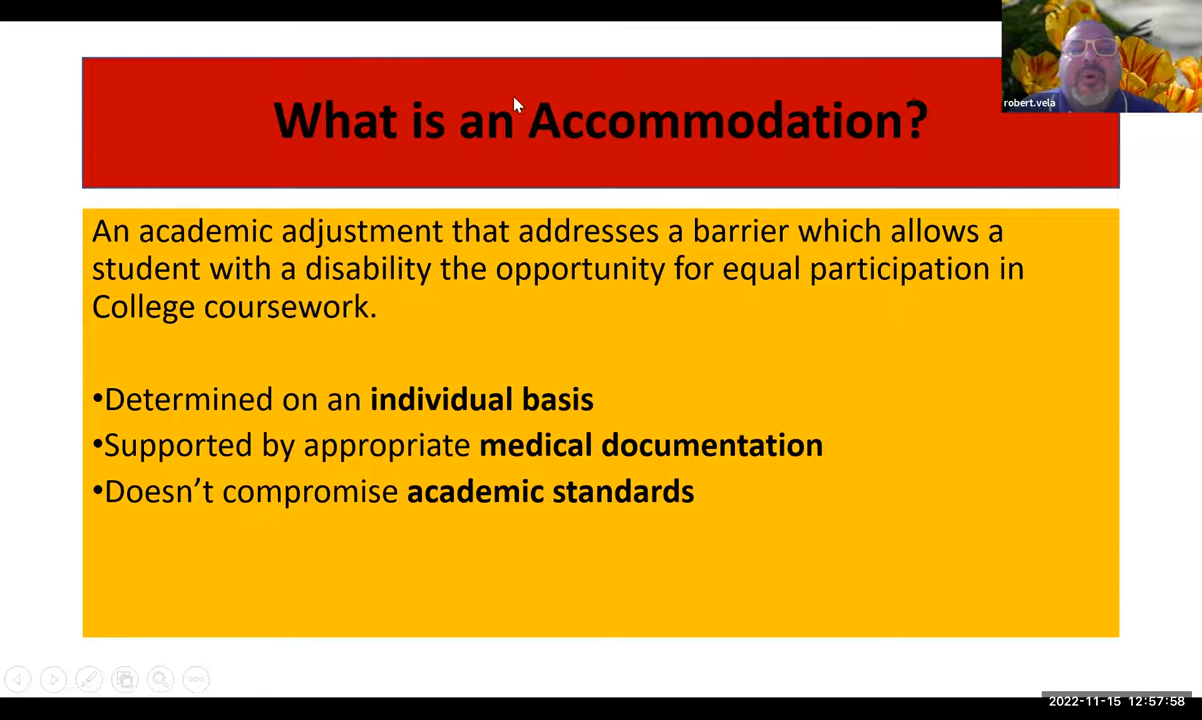 What is an Accommodation?
robert.vela
An academic adjustment that addresses a barrier which allows a
student with a disability the opportunity for equal participation in
College coursework.
•Determined on an individual basis
•Supported by appropriate medical documentation
•Doesn’t compromise academic standards
2022-11-15 12:57:58